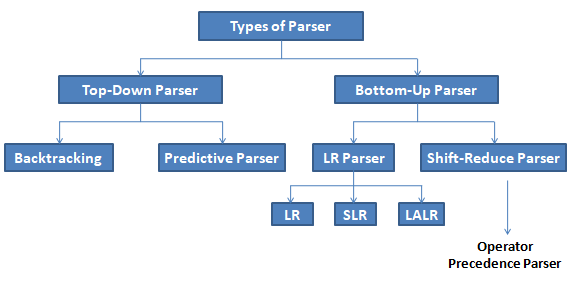 Types of Parser
Top-Down Parser
Bottom-Up Parser
Backtracking
Predictive Parser
LR Parser
Shift-Reduce Parser
LR
SLR
LALR
Operator
Precedence Parser